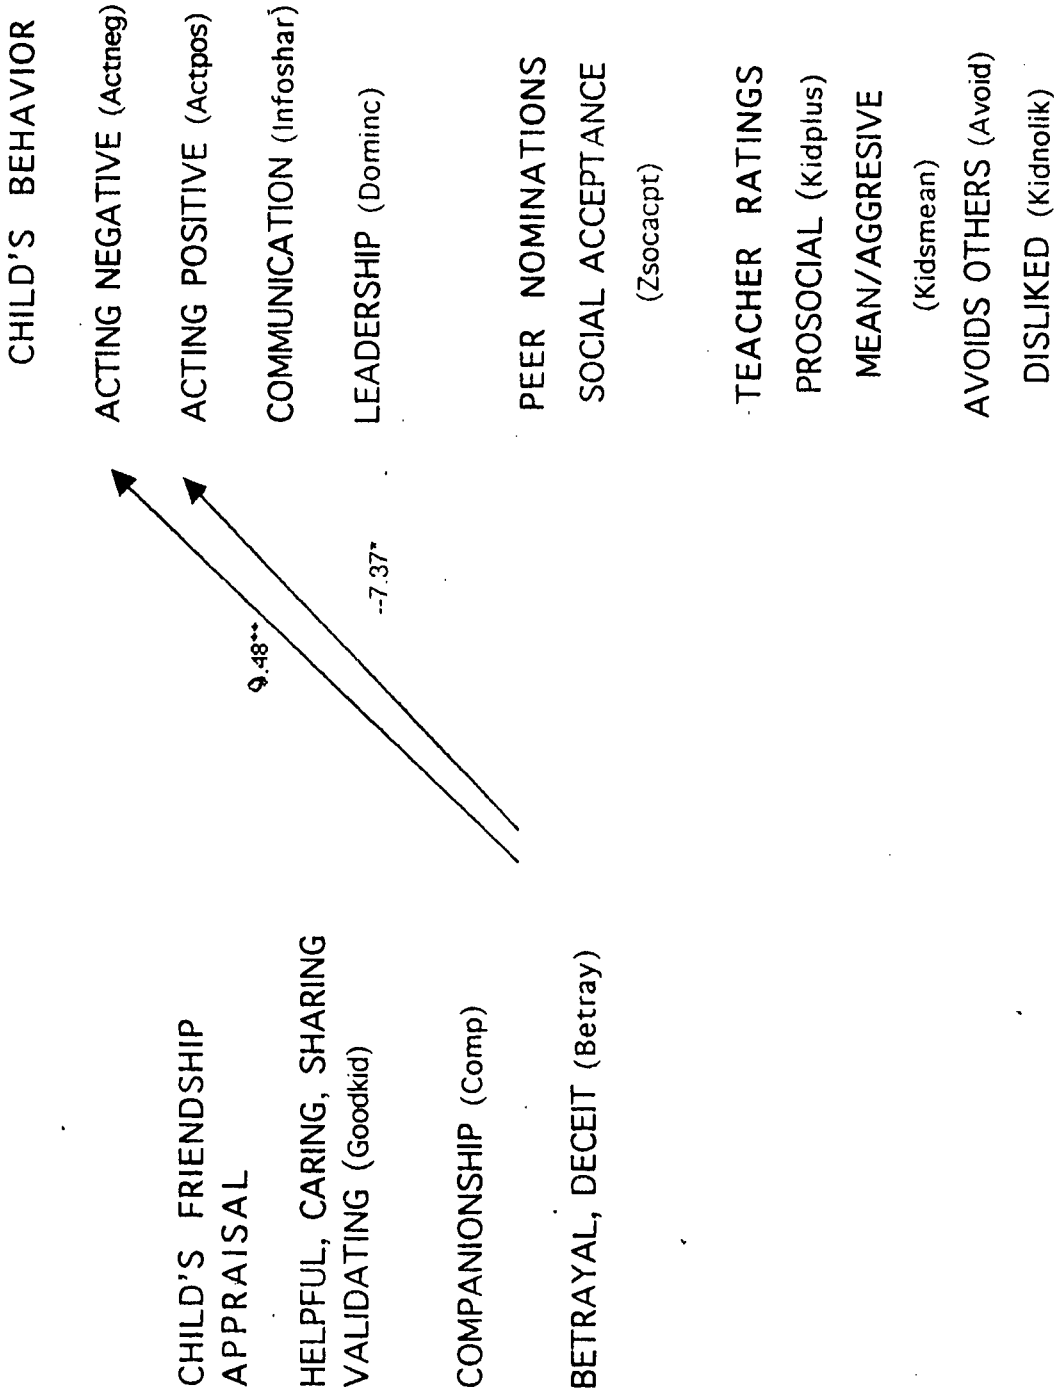 CHILD'S FRIENDSHIP
APPRAISAL
HELPFUL, CARING, SHARING
VALIDATING (Goodkid)
COMPANIONSHIP (Comp)
BETRAYAL, DECEIT (Betray)
9.48**
--7.37*
CHILD'S BEHAVIOR
ACTING NEGATIVE (Actneg)
ACTING POSITIVE (Actpos)
COMMUNICATION (Infoshar)
LEADERSHIP (Dominc)
PEER NOMINATIONS
SOCIAL ACCEPTANCE
(Zsocacpt)
TEACHER RATINGS
PROSOCIAL (Kidplus)
MEAN/AGGRESIVE
(Kidsmean)
AVOIDS OTHERS (Avoid)
DISLIKED (Kidnolik)